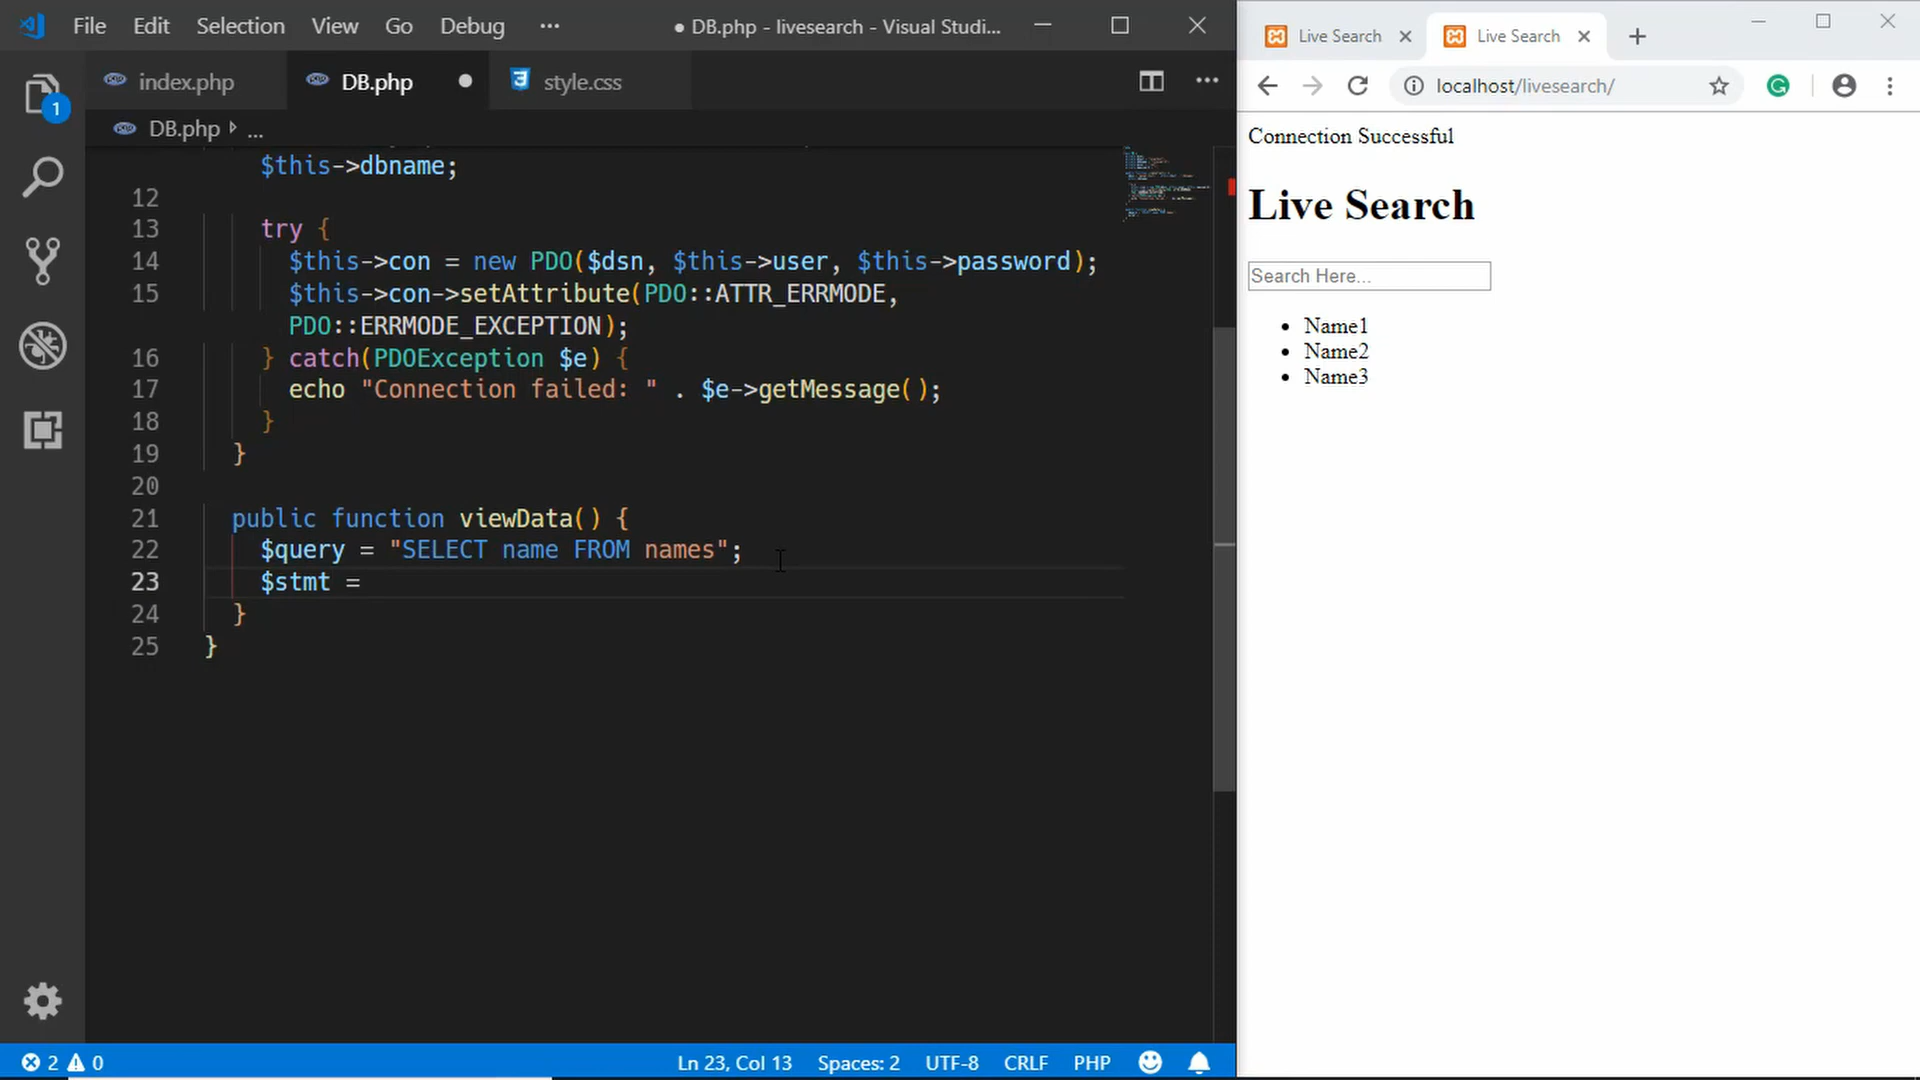 File Edit Selection View Go Debug ··· ● DB.php - livesearch - Visual Studi...
index.php DB.php style.css
DB.php ...
$this->dbname;
12
13 try {
14 $this->con = new PDO($dsn, $this->user, $this->password);
15 $this->con->setAttribute(PDO::ATTR_ERRMODE,
PDO::ERRMODE_EXCEPTION);
16 } catch(PDOException $e) {
17 echo "Connection failed: " . $e->getMessage();
18 }
19 }
20
21 public function viewData() {
22 $query = "SELECT name FROM names";
23 $stmt =
24 }
25 }
1
2 0 Ln 23, Col 13 Spaces: 2 UTF-8 CRLF PHP
Live Search Live Search
localhost/livesearch/
Connection Successful
Live Search
Search Here...
Name1
Name2
Name3